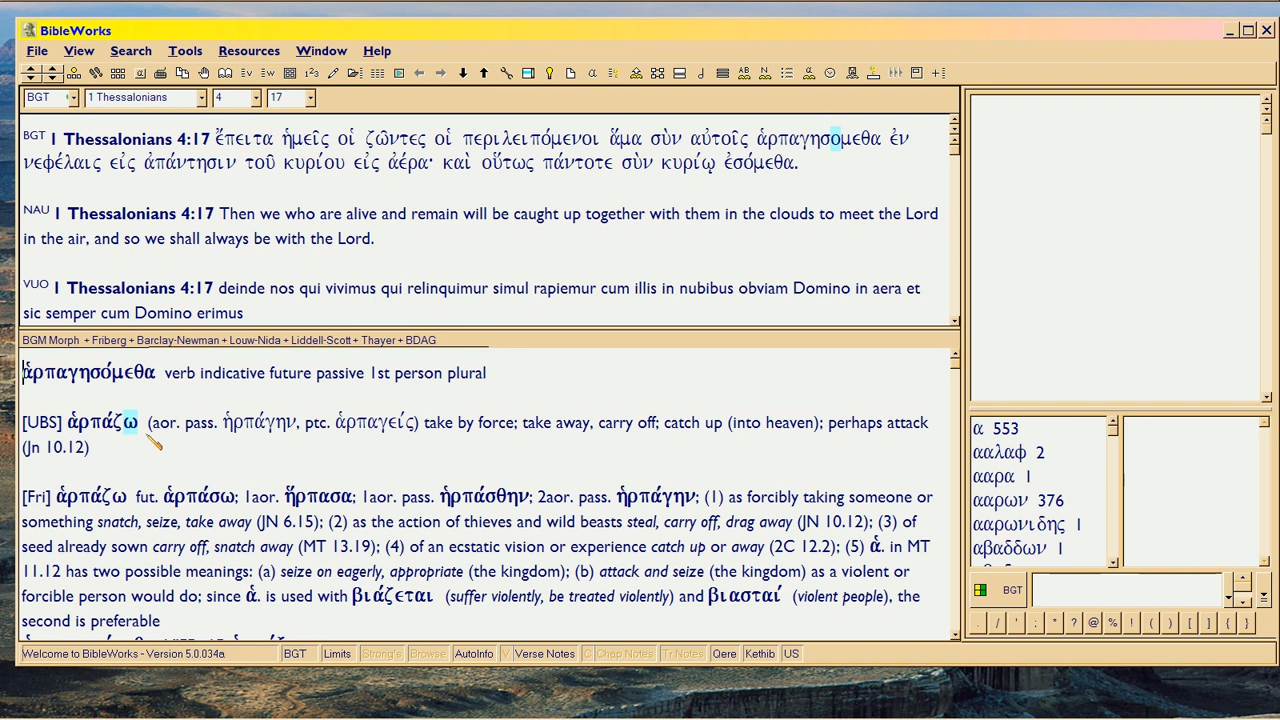 BibleWorks
File View Search Tools Resources Window Help
BGT 1 Thessalonians 4 17
BGT 1 Thessalonians 4:17 ἔπειτα ἡμεῖς οἱ ζῶντες οἱ περιλειπόμενοι ἅμα σὺν αὐτοῖς ἁρπαγησομεθα ἐν
νεφέλαις εἰς ἀπάντησιν τοῦ κυρίου εἰς ἀέρα· καὶ οὕτως πάντοτε σὺν κυρίῳ ἐσόμεθα.
NAU 1 Thessalonians 4:17 Then we who are alive and remain will be caught up together with them in the clouds to meet the Lord
in the air, and so we shall always be with the Lord.
VUO 1 Thessalonians 4:17 deinde nos qui vivimus qui relinquimur simul rapiemur cum illis in nubibus obviam Domino in aera et
sic semper cum Domino erimus
BGM Morph + Friberg + Barclay-Newman + Louw-Nida + Liddell-Scott + Thayer + BDAG
ἁρπαγησόμεθα verb indicative future passive 1st person plural
[UBS] ἁρπάζω (aor. pass. ἡρπάγην, ptc. ἁρπαγείς) take by force; take away, carry off; catch up (into heaven); perhaps attack
(Jn 10.12)
[Fri] ἁρπάζω fut. ἁρπάσω; 1aor. ἥρπασα; 1aor. pass. ἡρπάσθην; 2aor. pass. ἡρπάγην; (1) as forcibly taking someone or
something snatch, seize, take away (JN 6.15); (2) as the action of thieves and wild beasts steal, carry off, drag away (JN 10.12); (3) of
seed already sown carry off, snatch away (MT 13.19); (4) of an ecstatic vision or experience catch up or away (2C 12.2); (5) ἁ. in MT
11.12 has two possible meanings: (a) seize on eagerly, appropriate (the kingdom); (b) attack and seize (the kingdom) as a violent or
forcible person would do; since ἁ. is used with βιάζεται (suffer violently, be treated violently) and βιασταί (violent people), the
second is preferable
α 553
ααλαφ 2
ααρα 1
ααρων 376
ααρωνιδης 1
αβαδδων 1
BGT
. / ' ; * ? @ % ! ( ) [ ] { }
Welcome to BibleWorks - Version 5.0.034a BGT Limits Strong's Browse AutoInfo V Verse Notes C Chap Notes Tr Notes Qere Kethib US